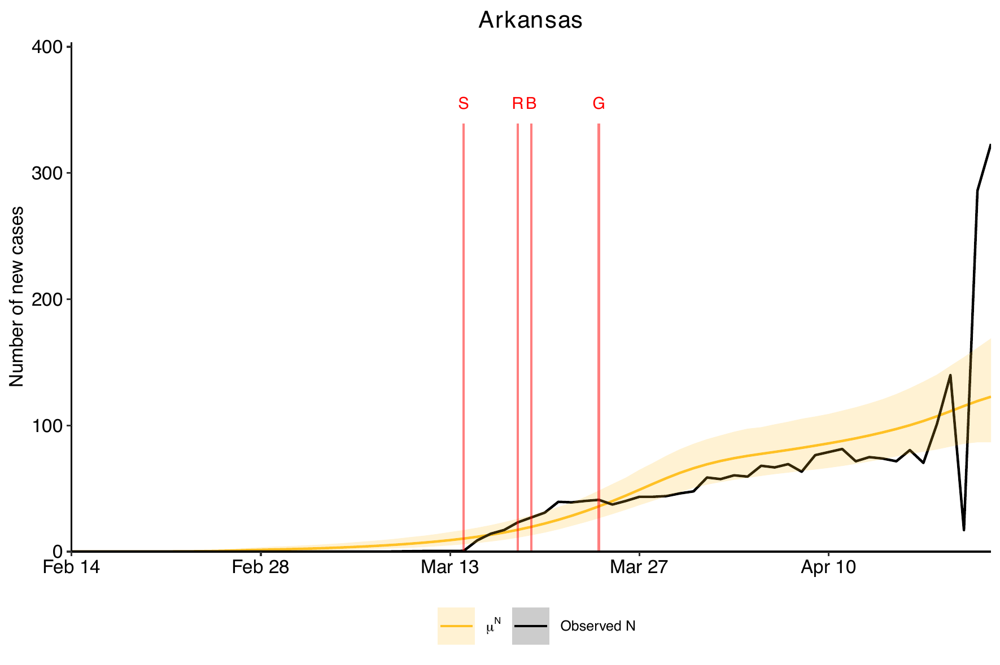 Arkansas
400
300
200
100
0
Number of new cases
S R B G
Feb 14 Feb 28 Mar 13 Mar 27 Apr 10
μN Observed N